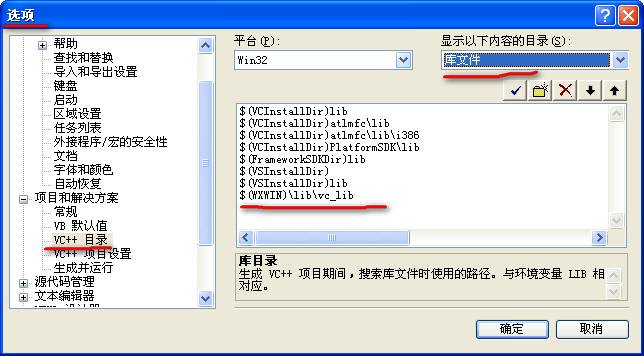 选项
帮助
查找和替换
导入和导出设置
键盘
启动
区域设置
任务列表
外接程序/宏的安全性
文档
字体和颜色
自动恢复
项目和解决方案
常规
VB 默认值
VC++ 目录
VC++ 项目设置
生成并运行
源代码管理
文本编辑器
平台(P):
Win32
显示以下内容的目录(S):
库文件
$(VCInstallDir)lib
$(VCInstallDir)atlmfc\lib
$(VCInstallDir)atlmfc\lib\i386
$(VCInstallDir)PlatformSDK\lib
$(FrameworkSDKDir)lib
$(VSInstallDir)
$(VSInstallDir)lib
$(WXWIN)\lib\vc_lib
库目录
生成 VC++ 项目期间，搜索库文件时使用的路径。与环境变量 LIB 相
对应。
确定
取消